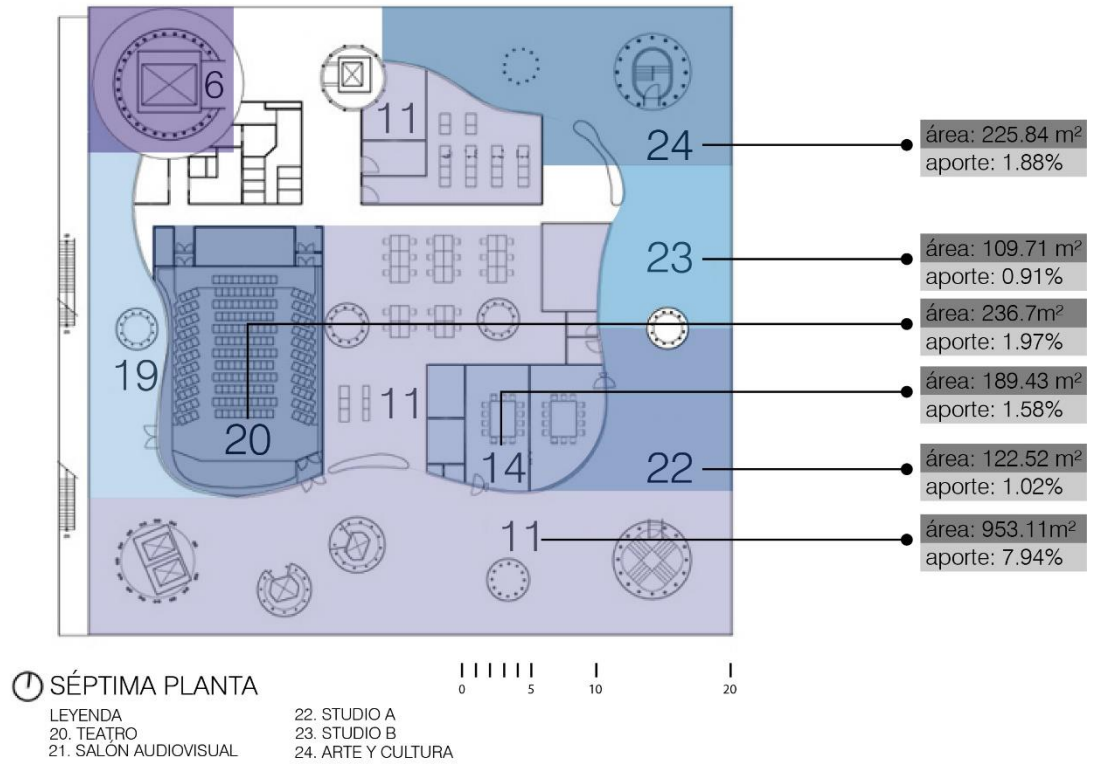 6
11
24
área: 225.84 m²
aporte: 1.88%
23
área: 109.71 m²
aporte: 0.91%
área: 236.7m²
aporte: 1.97%
19
11
área: 189.43 m²
aporte: 1.58%
20
14
22
área: 122.52 m²
aporte: 1.02%
11
área: 953.11m²
aporte: 7.94%
SÉPTIMA PLANTA
0 5 10 20
LEYENDA
20. TEATRO
21. SALÓN AUDIOVISUAL
22. STUDIO A
23. STUDIO B
24. ARTE Y CULTURA